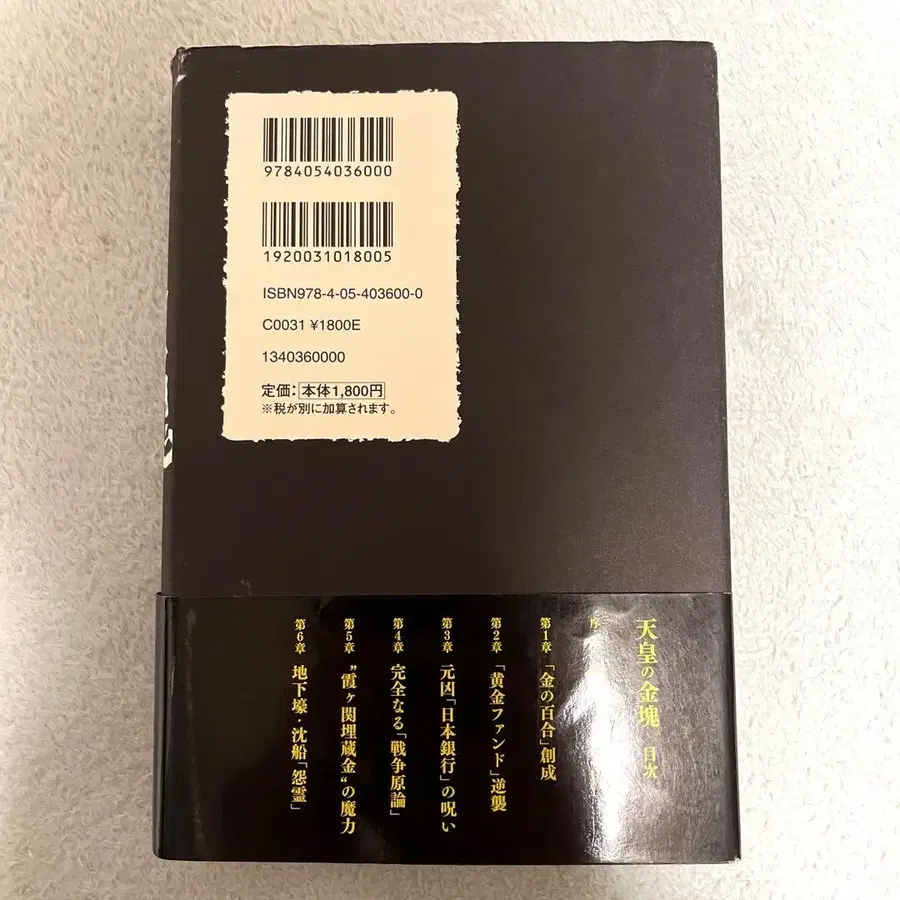 9784054036000
1920031018005
ISBN978-4-05-403600-0
C0031 ¥1800E
1340360000
定価：本体1,800円
※税が別に加算されます。
天皇の金塊 目次
序
第1章 「金の百合」創成
第2章 「黄金ファンド」逆襲
第3章 元凶「日本銀行」の呪い
第4章 完全なる「戦争原論」
第5章 〝霞ヶ関埋蔵金〟の魔力
第6章 地下壕・沈船「怨霊」